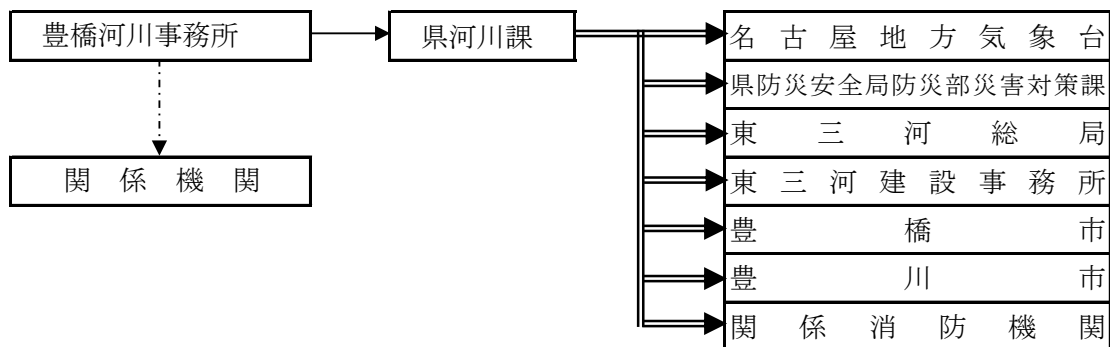 豊橋河川事務所
県河川課
名古屋地方気象台
県防災安全局防災部災害対策課
東三河総局
関係機関
東三河建設事務所
豊橋市
豊川市
関係消防機関